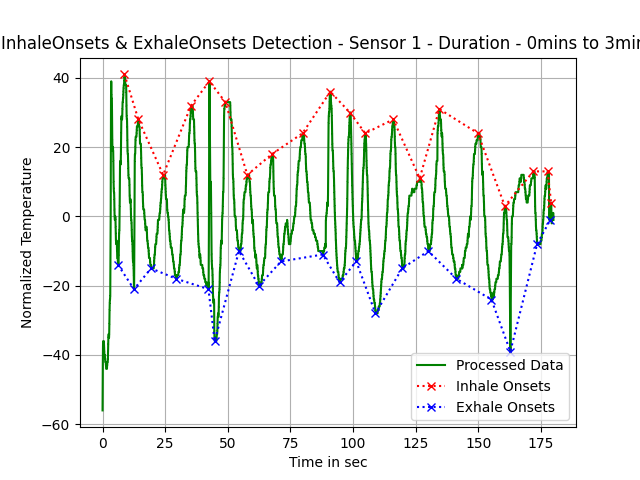 InhaleOnsets & ExhaleOnsets Detection - Sensor 1 - Duration - 0mins to 3min
Normalized Temperature
40
20
0
−20
−40
−60
0 25 50 75 100 125 150 175
Time in sec
Processed Data
Inhale Onsets
Exhale Onsets